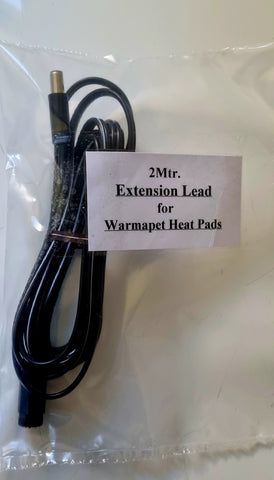 2Mtr.
Extension Lead
for
Warmapet Heat Pads